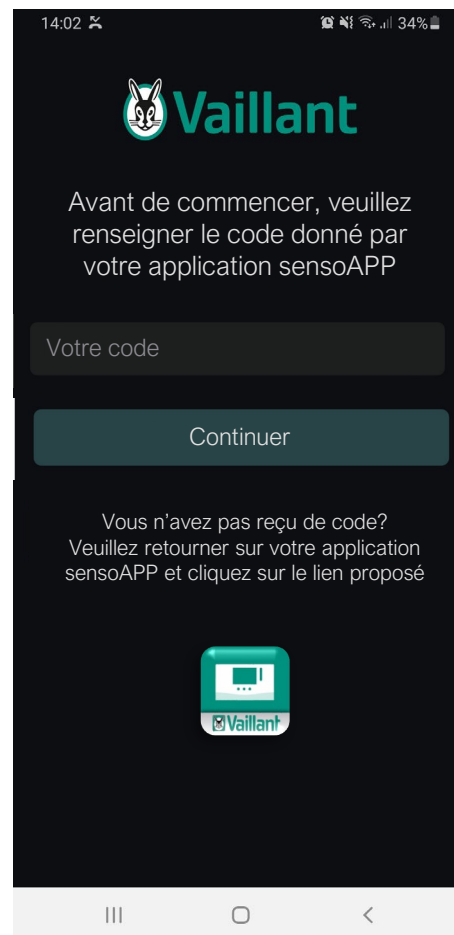 14:02
34%
Vaillant
Avant de commencer, veuillez
renseigner le code donné par
votre application sensoAPP
Votre code
Continuer
Vous n'avez pas reçu de code?
Veuillez retourner sur votre application
sensoAPP et cliquez sur le lien proposé
Vaillant